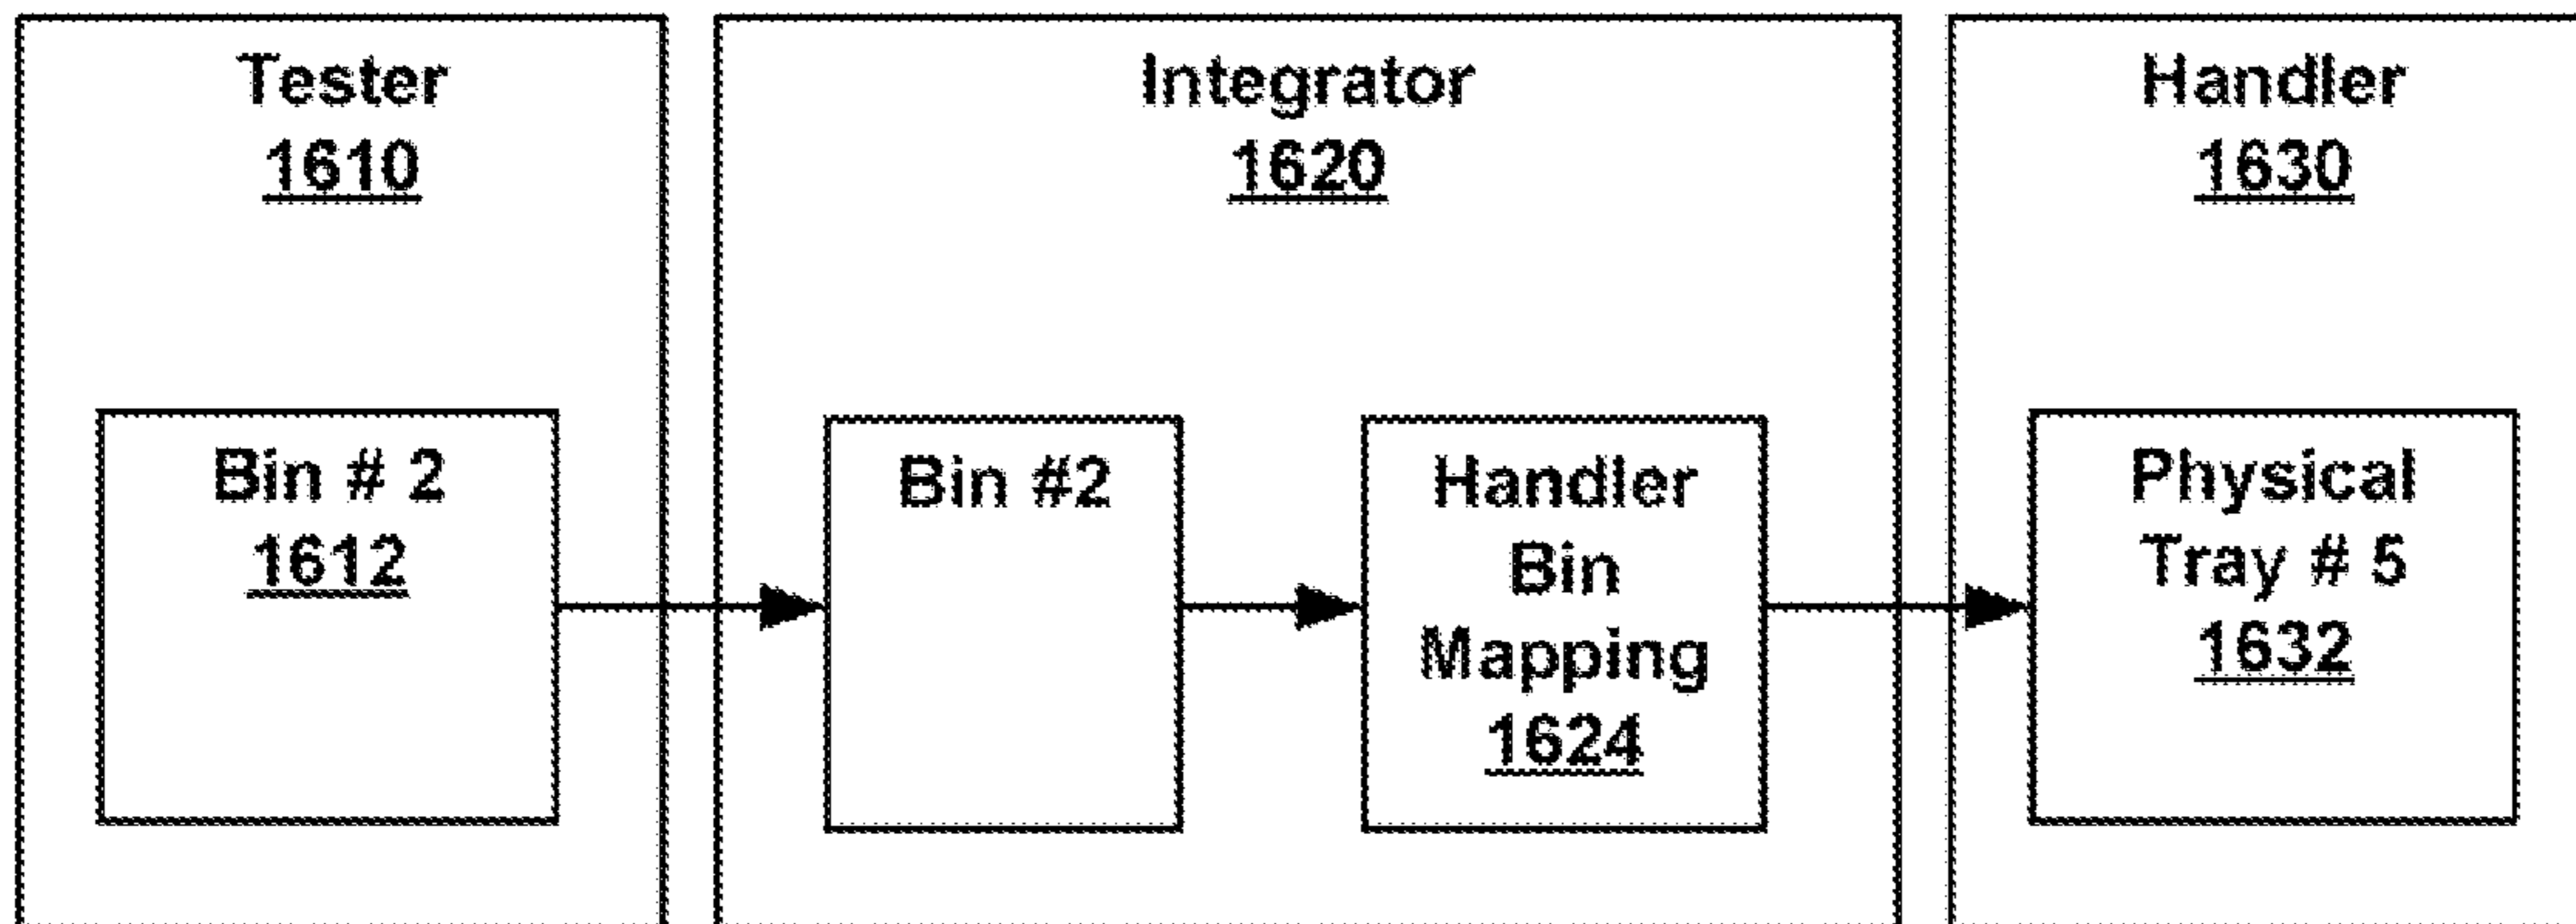 Tester
1610
Integrator
1620
Handler
1630
Bin # 2
1612
Bin #2
Handler
Bin
Mapping
1624
Physical
Tray # 5
1632